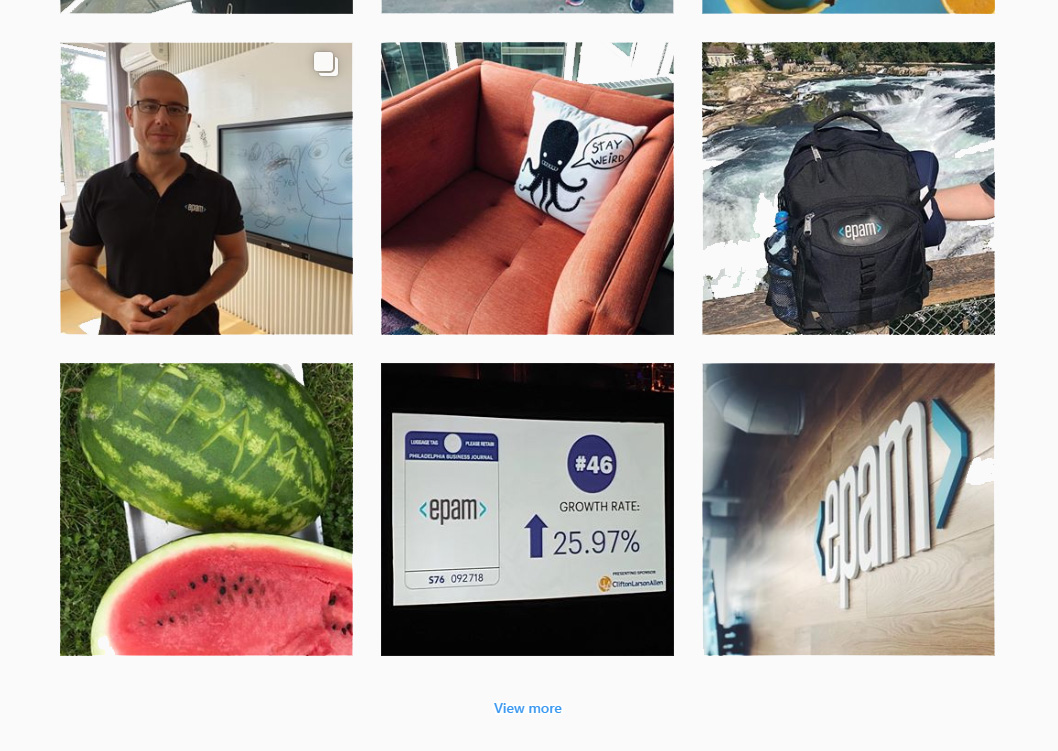 <epam>
STAY
WEIRD
<epam>
EPAM
LUGGAGE TAG
PLEASE RETAIN
PHILADELPHIA BUSINESS JOURNAL
<epam>
S76 092718
#46
GROWTH RATE:
25.97%
PRESENTING SPONSOR
CliftonLarsonAllen
<epam>
View more